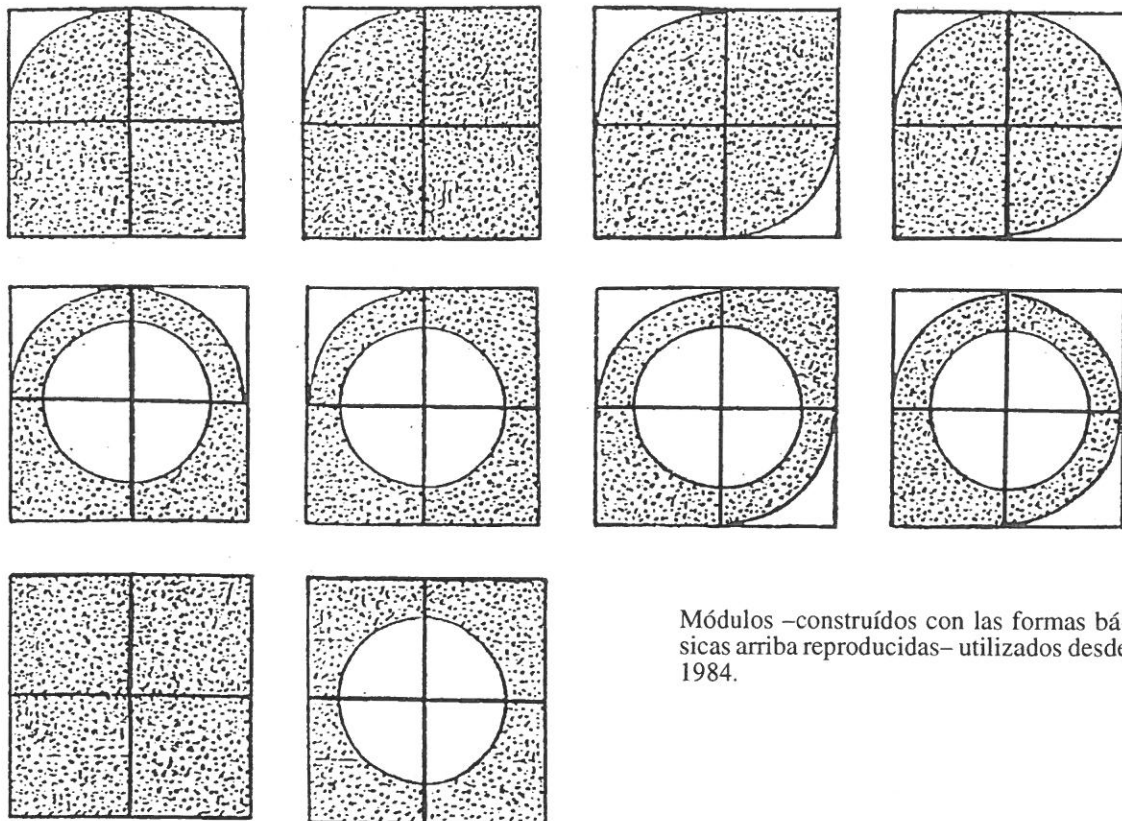 Módulos –construídos con las formas bá-
sicas arriba reproducidas– utilizados desde
1984.